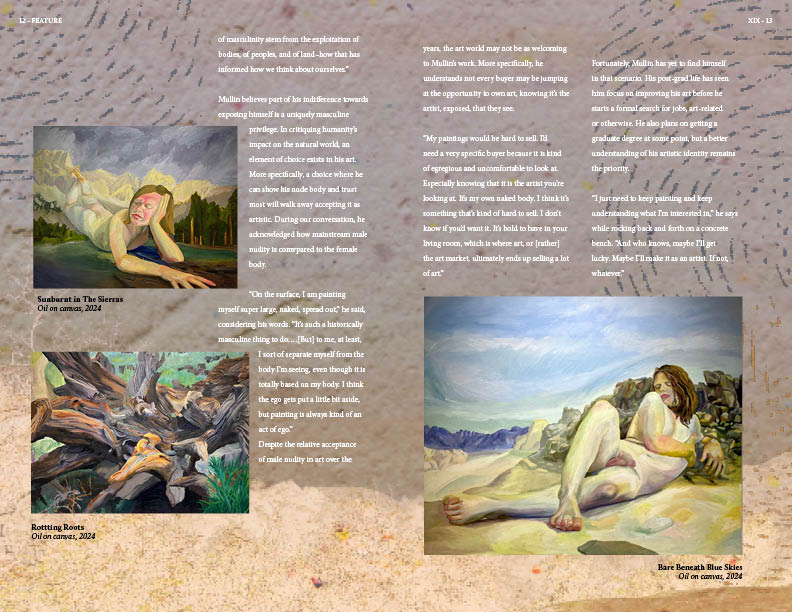 12 - FEATURE
XIX - 13
of masculinity stem from the exploitation of
bodies, of peoples, and of land–how that has
informed how we think about ourselves."
Mullin believes part of his indifference towards
exposing himself is a uniquely masculine
privilege. In critiquing humanity's
impact on the natural world, an
element of choice exists in his art.
More specifically, a choice where he
can show his nude body and trust
most will walk away accepting it as
artistic. During our conversation, he
acknowledged how mainstream male
nudity is comvpared to the female
body.
"On the surface, I am painting
myself super large, naked, spread out," he said,
considering his words. "It's such a historically
masculine thing to do….[But] to me, at least,
I sort of separate myself from the
body I'm seeing, even though it is
totally based on my body. I think
the ego gets put a little bit aside,
but painting is always kind of an
act of ego."
Despite the relative acceptance
of male nudity in art over the
Sunburnt in The Sierras
Oil on canvas, 2024
Rottting Roots
Oil on canvas, 2024
years, the art world may not be as welcoming
to Mullin's work. More specifically, he
understands not every buyer may be jumping
at the opportunity to own art, knowing it's the
artist, exposed, that they see.
"My paintings would be hard to sell. I'd
need a very specific buyer because it is kind
of egregious and uncomfortable to look at.
Especially knowing that it is the artist you're
looking at. It's my own naked body. I think it's
something that's kind of hard to sell. I don't
know if you'd want it. It's bold to have in your
living room, which is where art, or [rather]
the art market, ultimately ends up selling a lot
of art."
Fortunately, Mullin has yet to find himself
in that scenario. His post-grad life has seen
him focus on improving his art before he
starts a formal search for jobs, art-related
or otherwise. He also plans on getting a
graduate degree at some point, but a better
understanding of his artistic identity remains
the priority.
"I just need to keep painting and keep
understanding what I'm interested in," he says
while rocking back and forth on a concrete
bench. "And who knows, maybe I'll get
lucky. Maybe I'll make it as an artist. If not,
whatever."
Bare Beneath Blue Skies
Oil on canvas, 2024